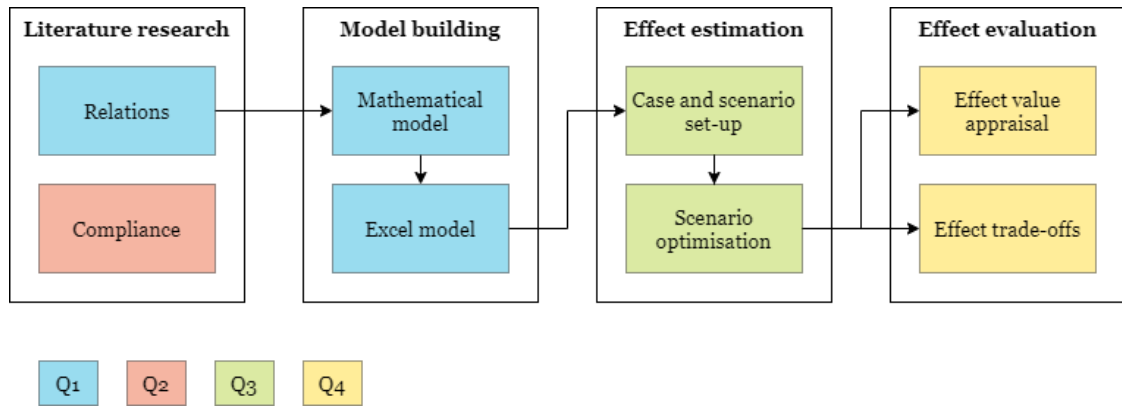 Literature research
Relations
Compliance
Model building
Mathematical
model
Excel model
Effect estimation
Case and scenario
set-up
Scenario
optimisation
Effect evaluation
Effect value
appraisal
Effect trade-offs
Q1
Q2
Q3
Q4